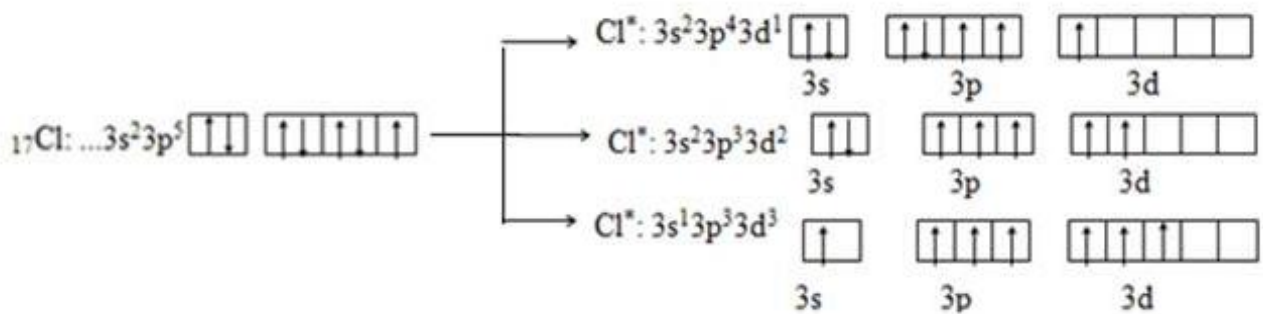 Cl*: 3s²3p⁴3d¹
3s 3p 3d
₁₇Cl: ...3s²3p⁵
Cl*: 3s²3p³3d²
3s 3p 3d
Cl*: 3s¹3p³3d³
3s 3p 3d